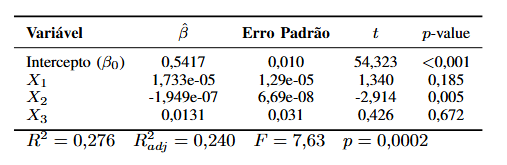 Variável β̂ Erro Padrão t p-value
Intercepto (β₀) 0,5417 0,010 54,323 <0,001
X₁ 1,733e-05 1,29e-05 1,340 0,185
X₂ -1,949e-07 6,69e-08 -2,914 0,005
X₃ 0,0131 0,031 0,426 0,672
R² = 0,276 R²adj = 0,240 F = 7,63 p = 0,0002